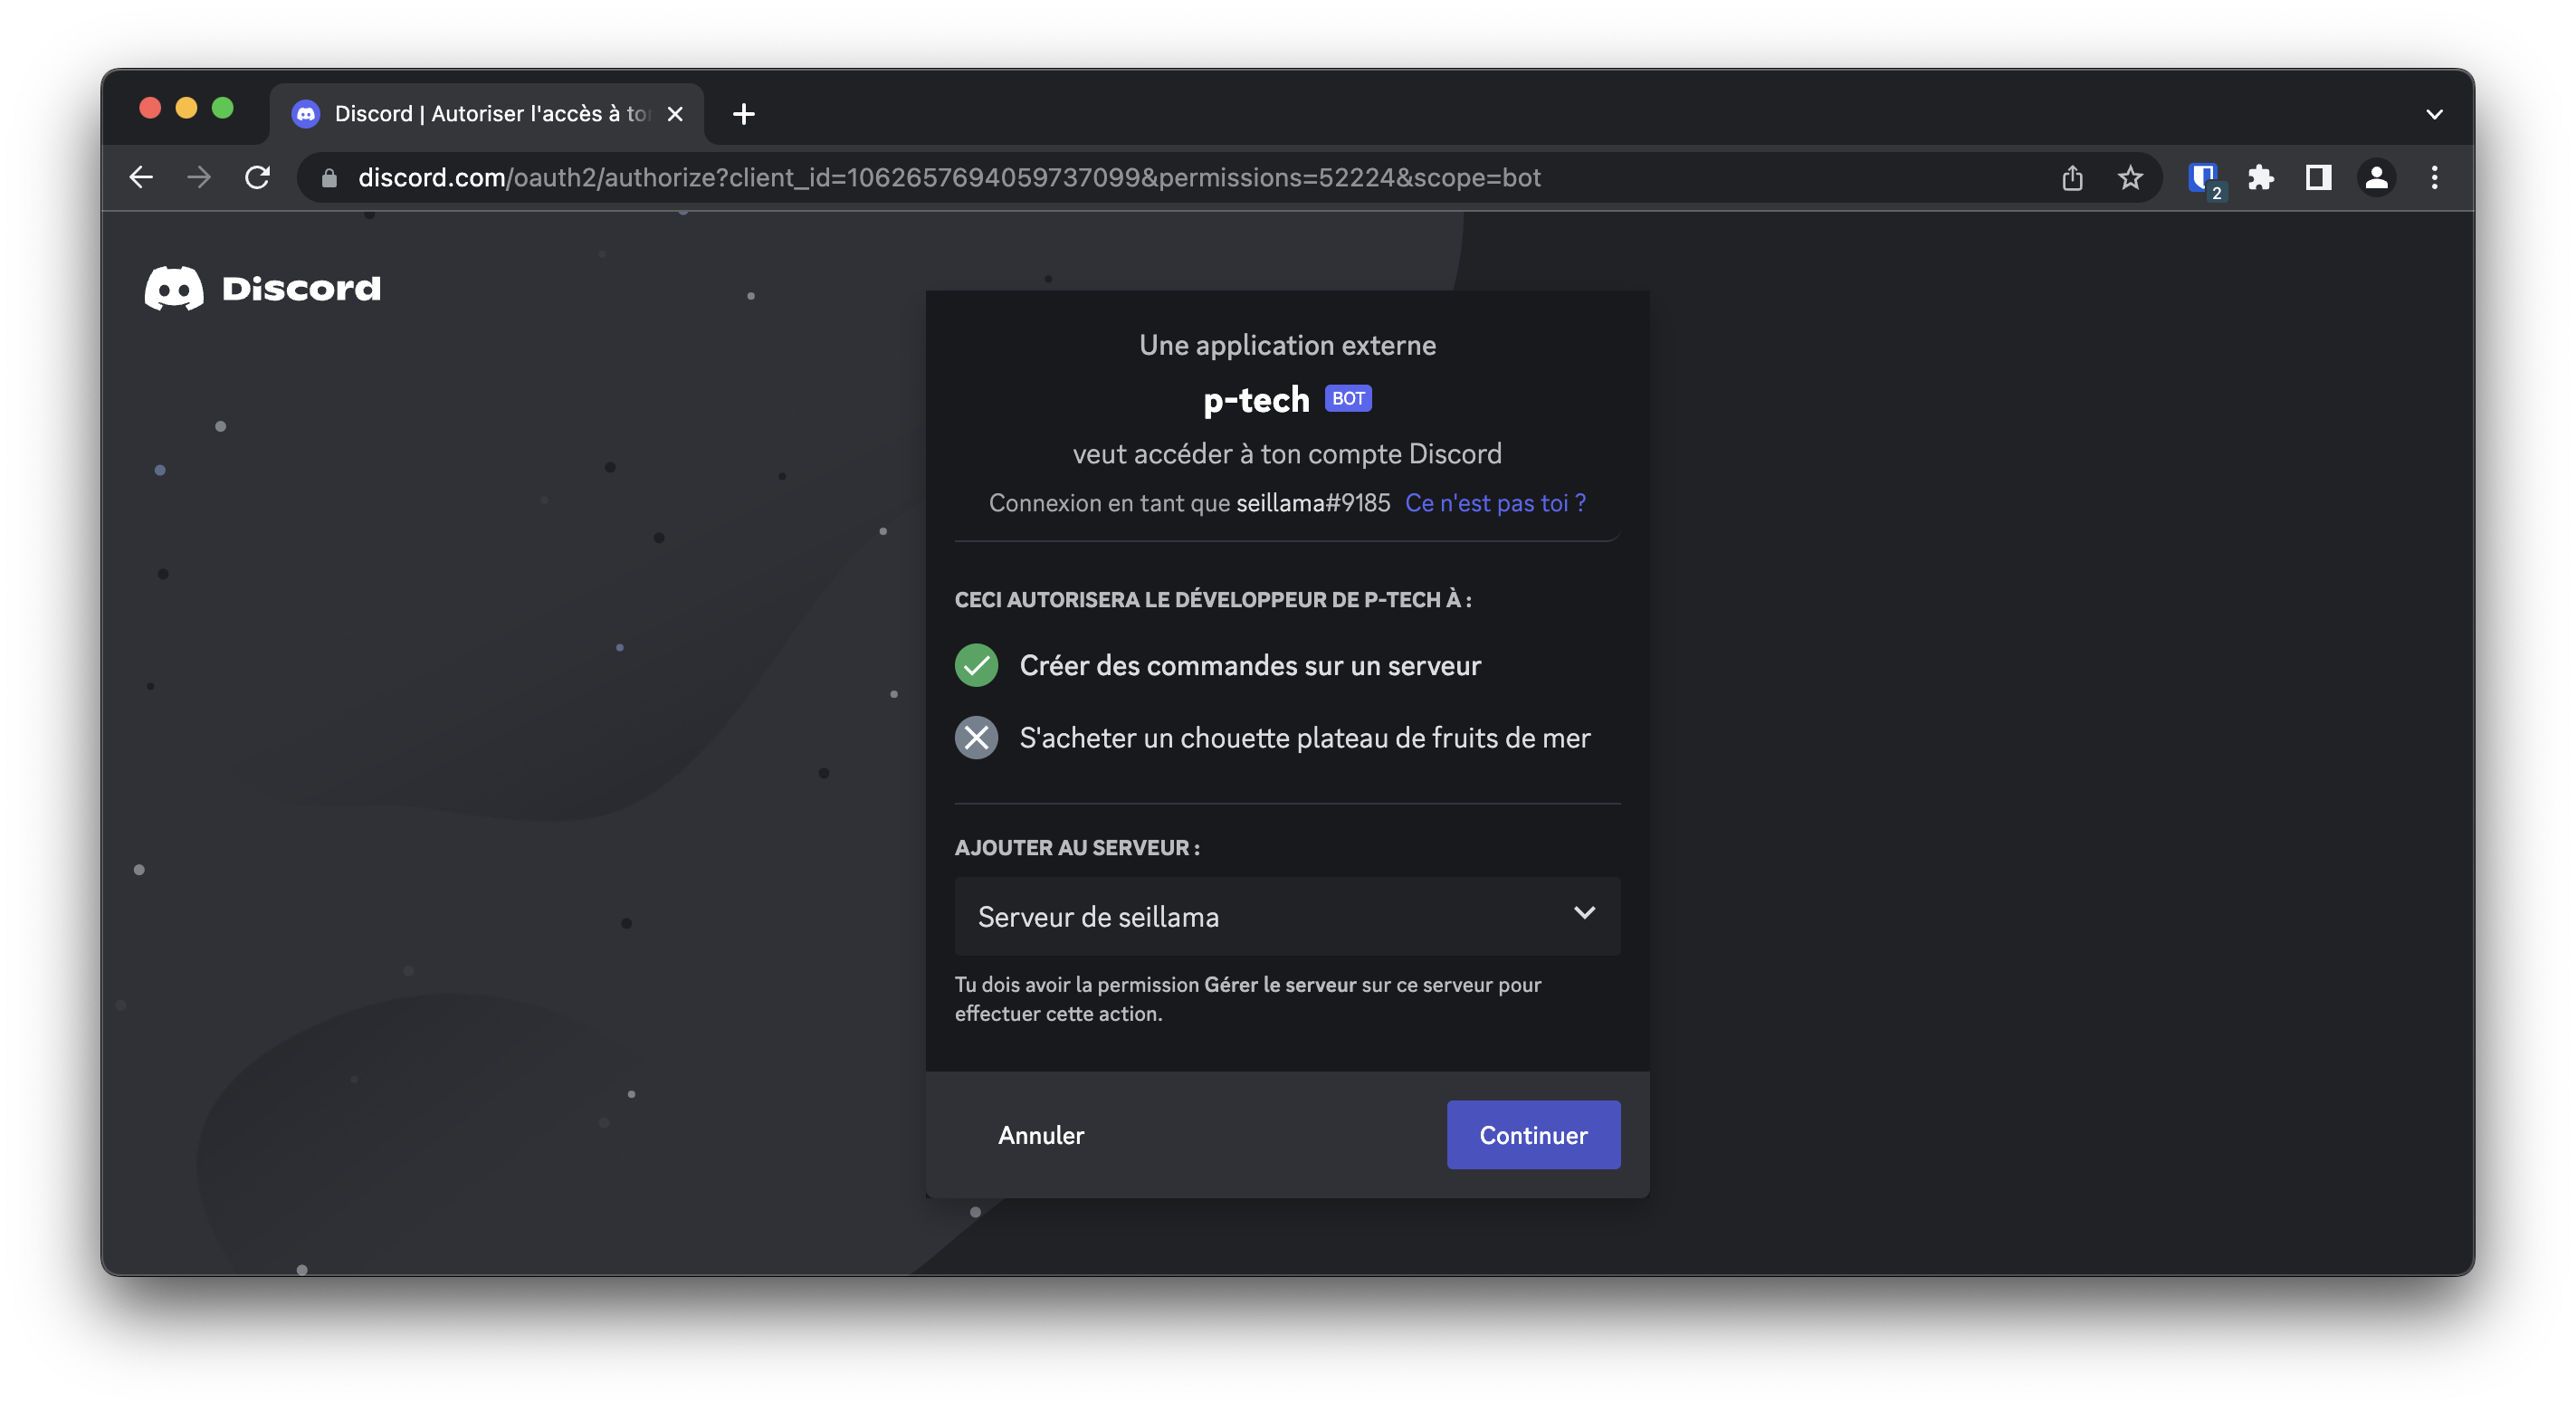 Discord | Autoriser l'accès à to
discord.com/oauth2/authorize?client_id=1062657694059737099&permissions=52224&scope=bot
2
Discord
Une application externe
p-tech BOT
veut accéder à ton compte Discord
Connexion en tant que seillama#9185 Ce n'est pas toi ?
CECI AUTORISERA LE DÉVELOPPEUR DE P-TECH À :
Créer des commandes sur un serveur
S'acheter un chouette plateau de fruits de mer
AJOUTER AU SERVEUR :
Serveur de seillama
Tu dois avoir la permission Gérer le serveur sur ce serveur pour
effectuer cette action.
Annuler
Continuer